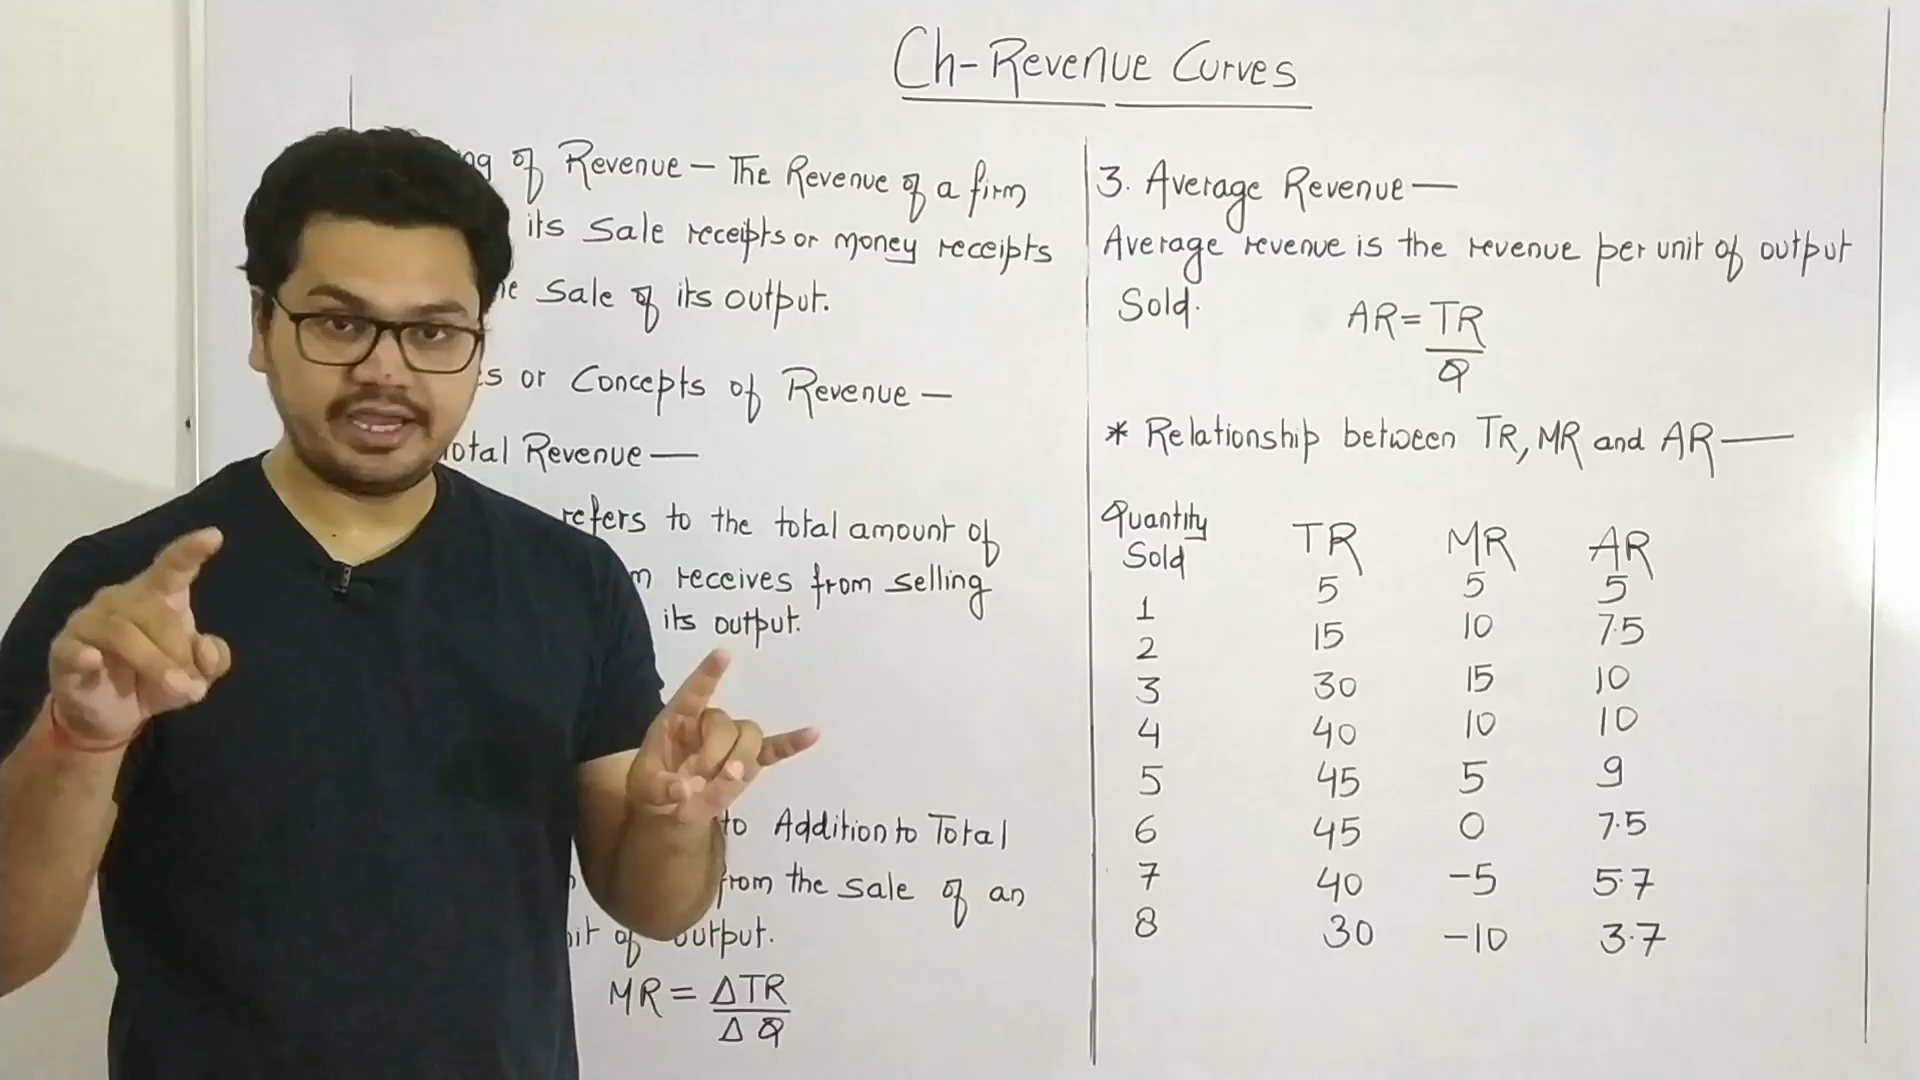 Ch-Revenue Curves
of Revenue — The Revenue of a firm
its Sale receipts or money receipts
Sale of its output.
or Concepts of Revenue —
Revenue —
refers to the total amount of
receives from selling
its output.
to Addition to Total
from the sale of an
of output.
MR = ΔTR
ΔQ
3. Average Revenue —
Average revenue is the revenue per unit of output
Sold.
AR = TR
Q
* Relationship between TR, MR and AR —
Quantity Sold TR MR AR
1 5 5 5
2 15 10 7.5
3 30 15 10
4 40 10 10
5 45 5 9
6 45 0 7.5
7 40 -5 5.7
8 30 -10 3.7